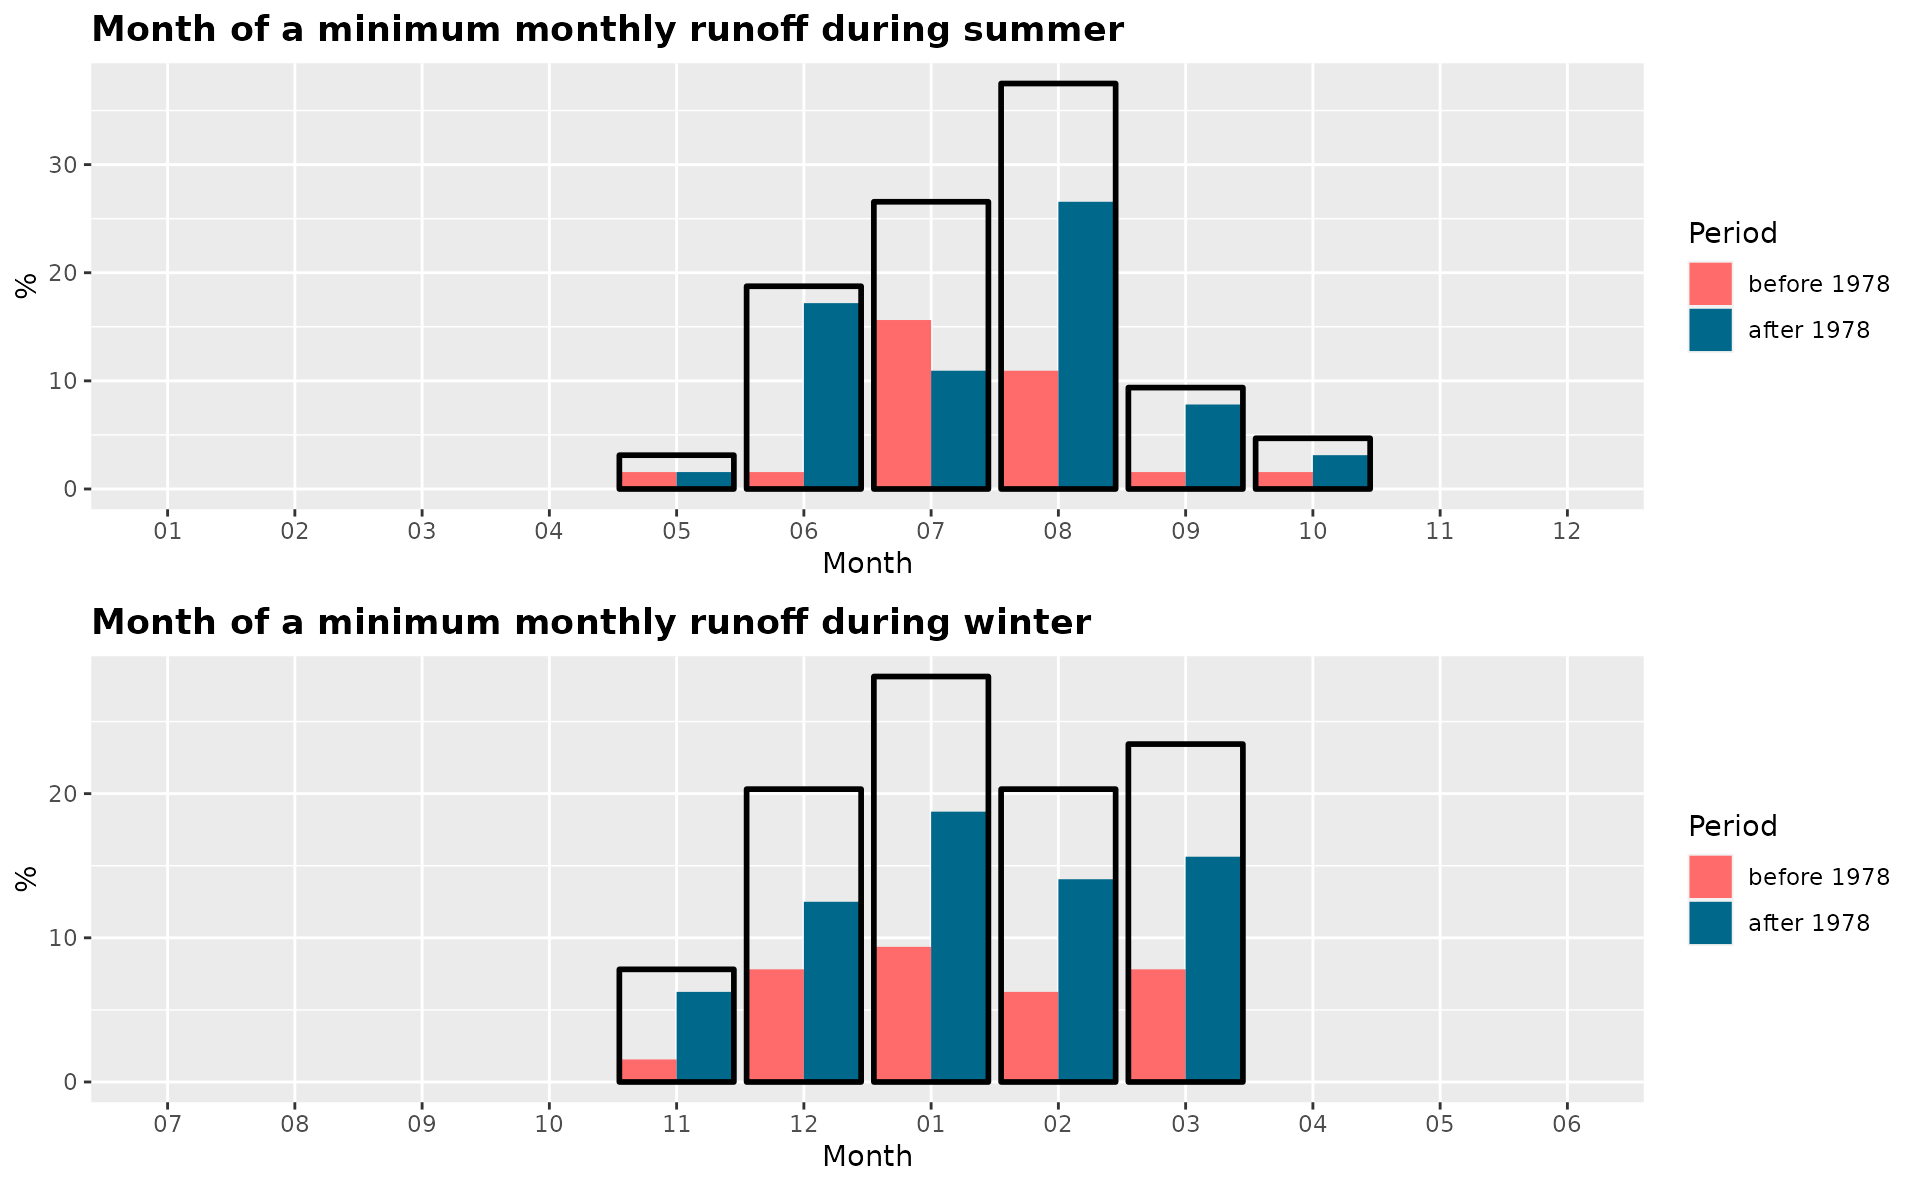 Month of a minimum monthly runoff during summer
30
20
10
0
%
01 02 03 04 05 06 07 08 09 10 11 12
Month
Period
before 1978
after 1978
Month of a minimum monthly runoff during winter
20
10
0
%
07 08 09 10 11 12 01 02 03 04 05 06
Month
Period
before 1978
after 1978